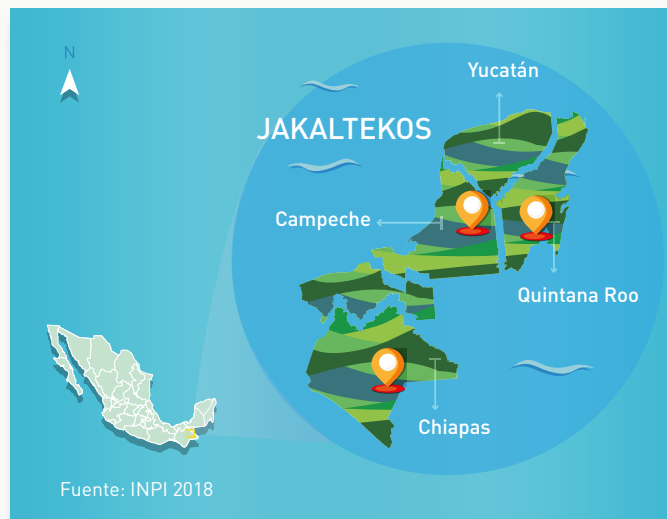 N
Yucatán
JAKALTEKOS
Campeche
Quintana Roo
Chiapas
Fuente: INPI 2018